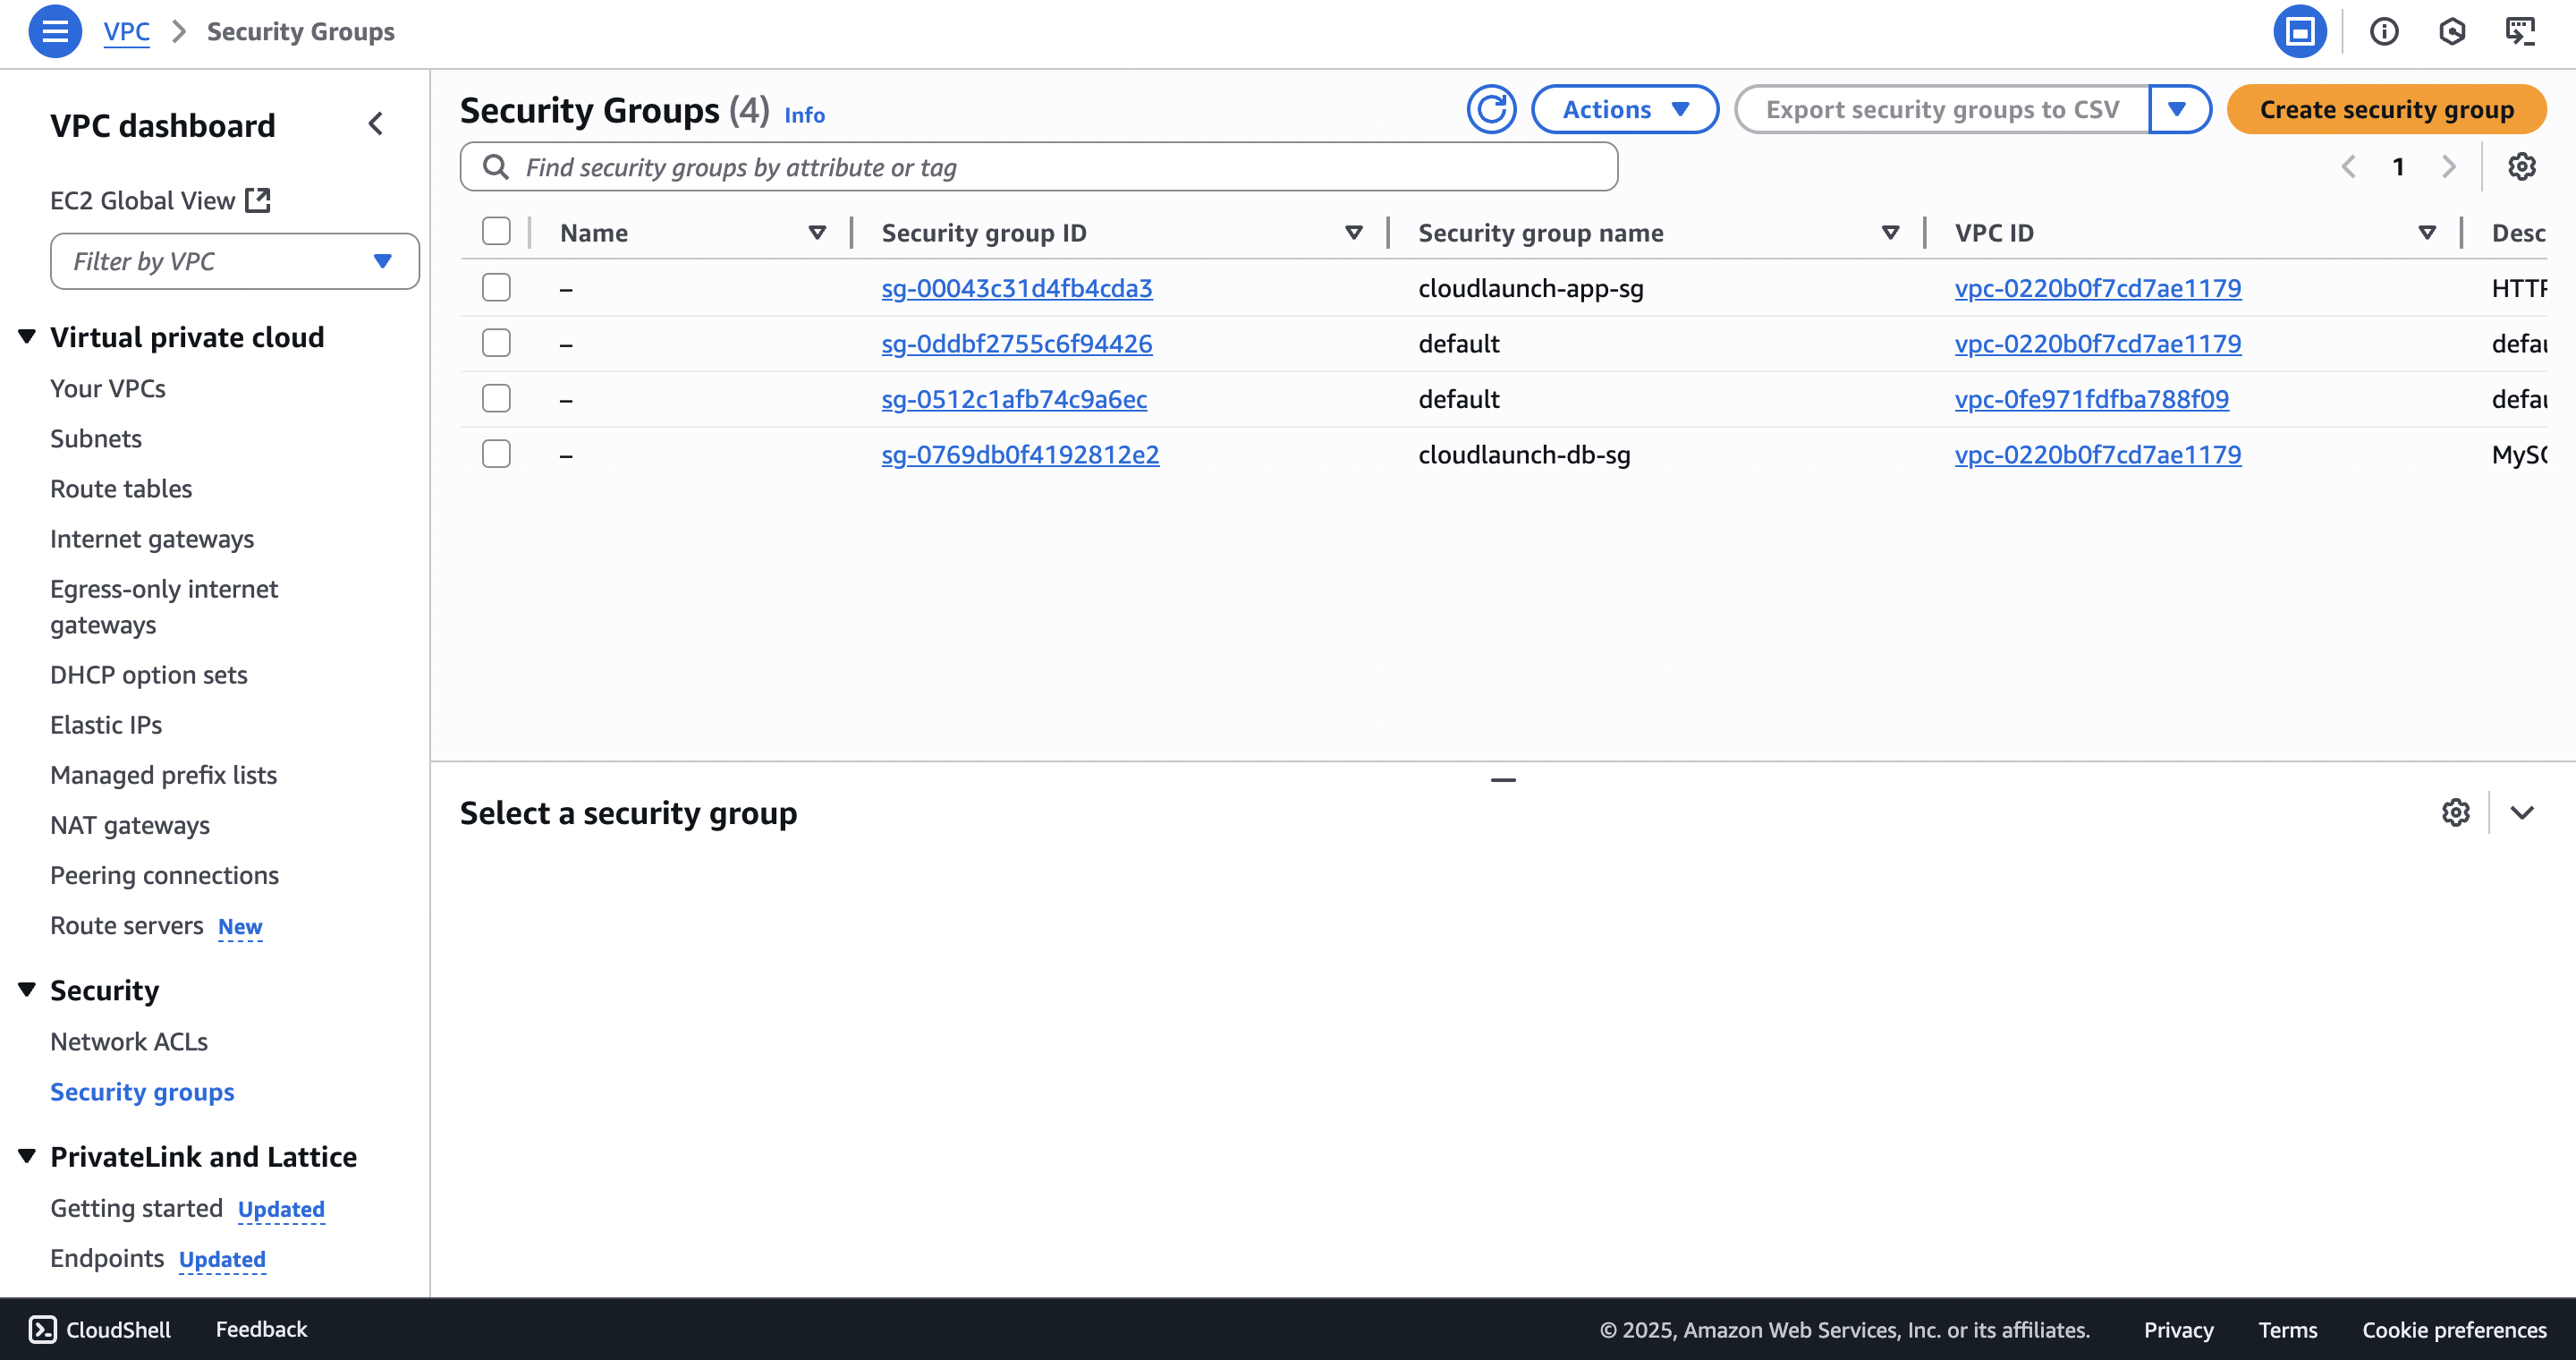 VPC > Security Groups
VPC dashboard
EC2 Global View
Filter by VPC
Virtual private cloud
Your VPCs
Subnets
Route tables
Internet gateways
Egress-only internet
gateways
DHCP option sets
Elastic IPs
Managed prefix lists
NAT gateways
Peering connections
Route servers New
Security
Network ACLs
Security groups
PrivateLink and Lattice
Getting started Updated
Endpoints Updated
Security Groups (4) Info
Actions
Export security groups to CSV
Create security group
Find security groups by attribute or tag
1
Name Security group ID Security group name VPC ID Desc
– sg-00043c31d4fb4cda3 cloudlaunch-app-sg vpc-0220b0f7cd7ae1179
– sg-0ddbf2755c6f94426 default vpc-0220b0f7cd7ae1179 defau
– sg-0512c1afb74c9a6ec default vpc-0fe971fdfba788f09 defau
– sg-0769db0f4192812e2 cloudlaunch-db-sg vpc-0220b0f7cd7ae1179
Select a security group
CloudShell Feedback
© 2025, Amazon Web Services, Inc. or its affiliates. Privacy Terms Cookie preferences